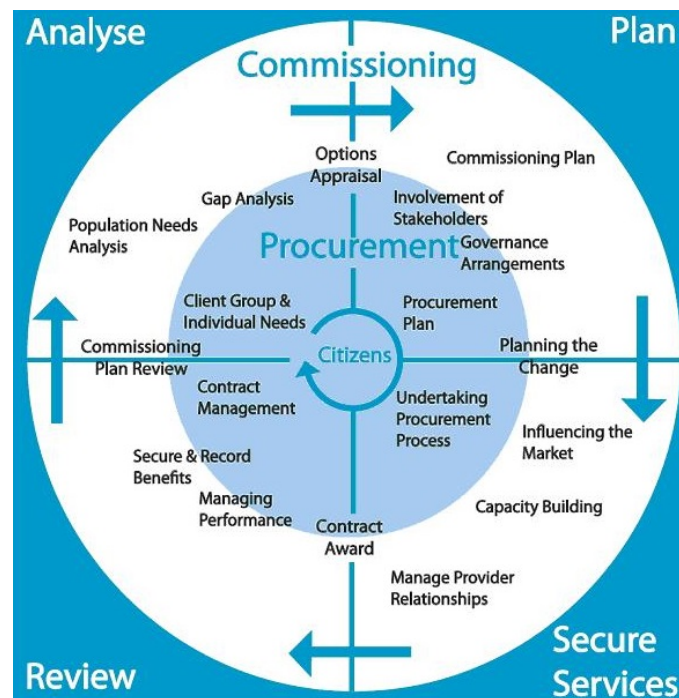 Analyse
Plan
Commissioning
Options
Appraisal
Commissioning Plan
Gap Analysis
Involvement of
Stakeholders
Population Needs
Analysis
Procurement
Governance
Arrangements
Client Group &
Individual Needs
Procurement
Plan
Commissioning
Plan Review
Citizens
Planning the
Change
Contract
Management
Undertaking
Procurement
Process
Influencing the
Market
Secure & Record
Benefits
Managing
Performance
Capacity Building
Contract
Award
Manage Provider
Relationships
Review
Secure
Services